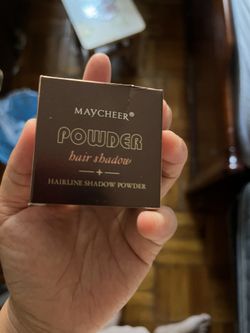 MAYCHEER®
POWDER
hair shadow
HAIRLINE SHADOW POWDER